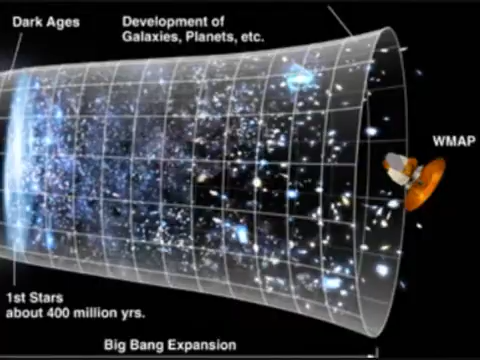 Dark Ages
Development of
Galaxies, Planets, etc.
WMAP
1st Stars
about 400 million yrs.
Big Bang Expansion